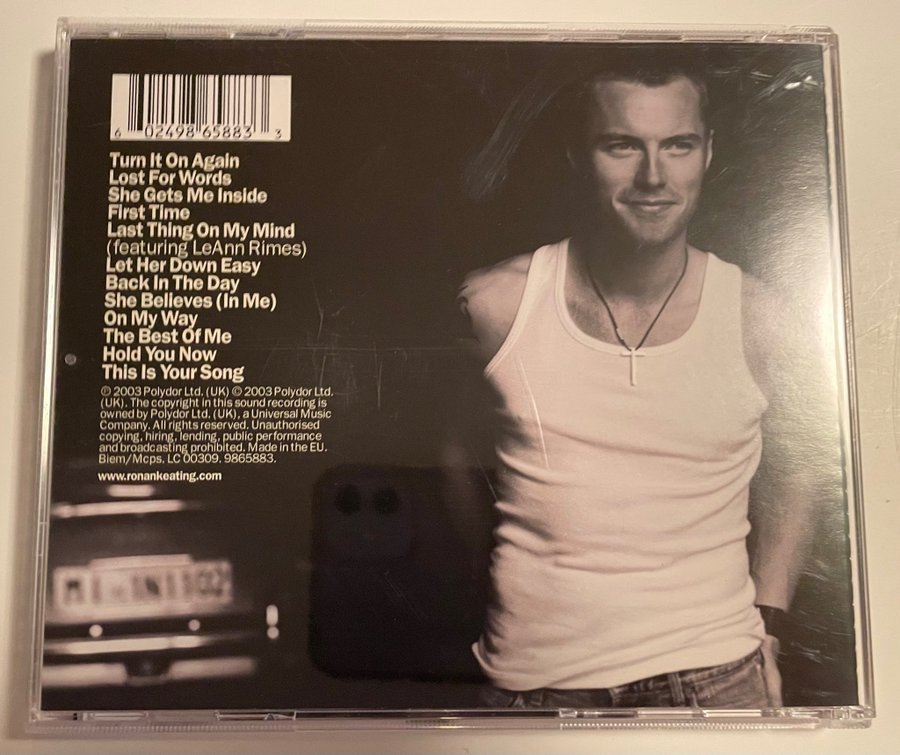 6 02498 65883 3
Turn It On Again
Lost For Words
She Gets Me Inside
First Time
Last Thing On My Mind
(featuring LeAnn Rimes)
Let Her Down Easy
Back In The Day
She Believes (In Me)
On My Way
The Best Of Me
Hold You Now
This Is Your Song
℗ 2003 Polydor Ltd. (UK) © 2003 Polydor Ltd.
(UK). The copyright in this sound recording is
owned by Polydor Ltd. (UK), a Universal Music
Company. All rights reserved. Unauthorised
copying, hiring, lending, public performance
and broadcasting prohibited. Made in the EU.
Biem/Mcps. LC 00309. 9865883.
www.ronankeating.com